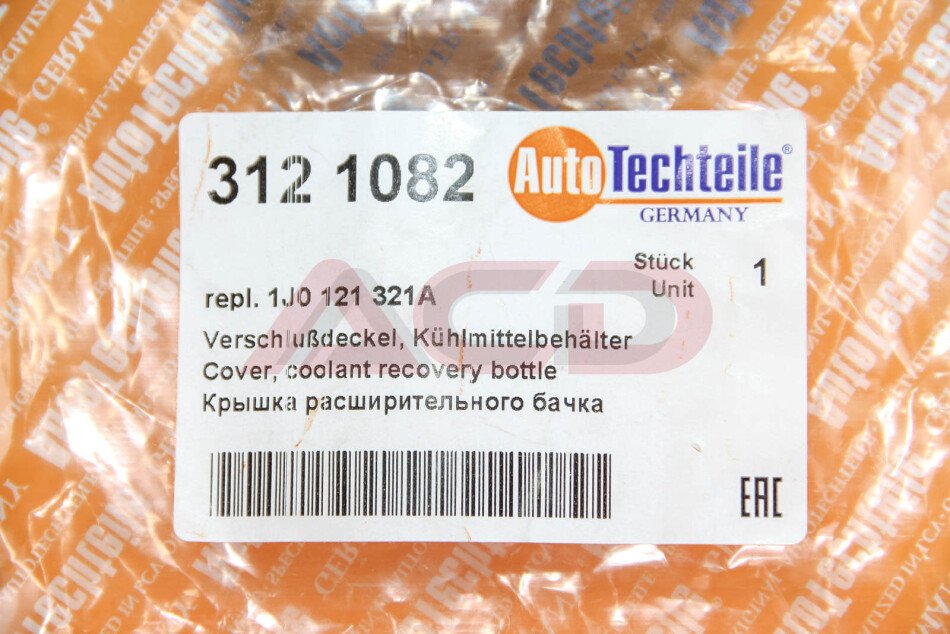 312 1082
AutoTechteile®
GERMANY
Stück 1
Unit
repl. 1J0 121 321A
ACD
Verschlußdeckel, Kühlmittelbehälter
Cover, coolant recovery bottle
Крышка расширительного бачка
EAC